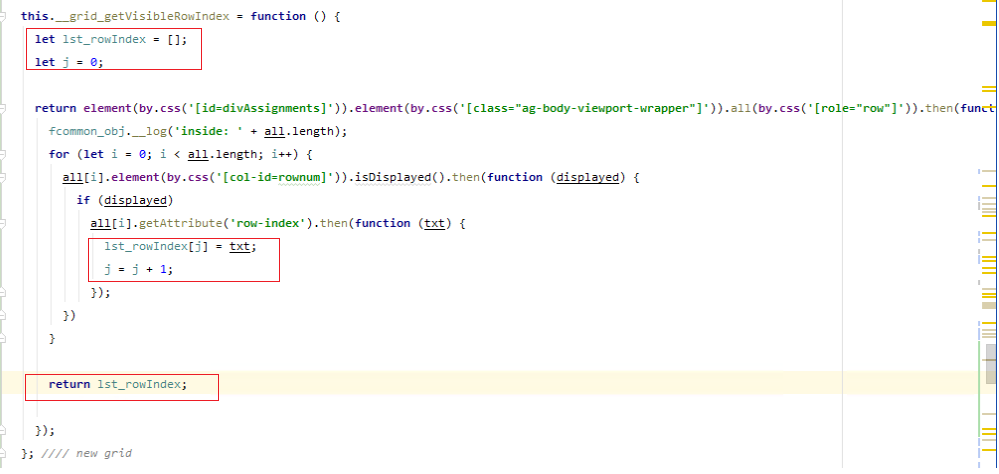 this.__grid_getVisibleRowIndex = function () {
let lst_rowIndex = [];
let j = 0;
return element(by.css('[id=divAssignments]')).element(by.css('[class="ag-body-viewport-wrapper"]')).all(by.css('[role="row"]')).then(funct
fcommon_obj.__log('inside: ' + all.length);
for (let i = 0; i < all.length; i++) {
all[i].element(by.css('[col-id=rownum]')).isDisplayed().then(function (displayed) {
if (displayed)
all[i].getAttribute('row-index').then(function (txt) {
lst_rowIndex[j] = txt;
j = j + 1;
});
})
}
return lst_rowIndex;
});
}; //// new grid